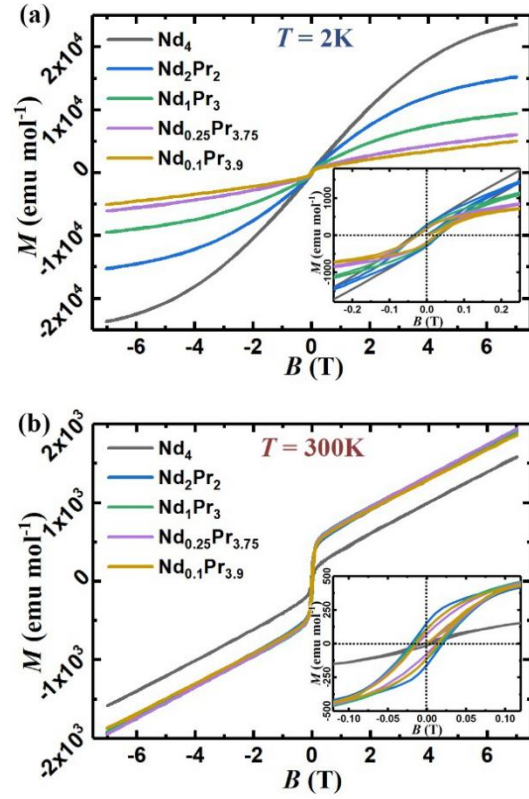 (a)
T = 2K
Nd4
Nd2Pr2
Nd1Pr3
Nd0.25Pr3.75
Nd0.1Pr3.9
2x10^4
1x10^4
0
-1x10^4
-2x10^4
M (emu mol^-1)
-6 -4 -2 0 2 4 6
B (T)
1000
0
-1000
M (emu mol^-1)
-0.2 -0.1 0.0 0.1 0.2
B (T)
(b)
T = 300K
Nd4
Nd2Pr2
Nd1Pr3
Nd0.25Pr3.75
Nd0.1Pr3.9
2x10^3
1x10^3
0
-1x10^3
-2x10^3
M (emu mol^-1)
-6 -4 -2 0 2 4 6
B (T)
500
250
0
-250
-500
M (emu mol^-1)
-0.10 -0.05 0.00 0.05 0.10
B (T)